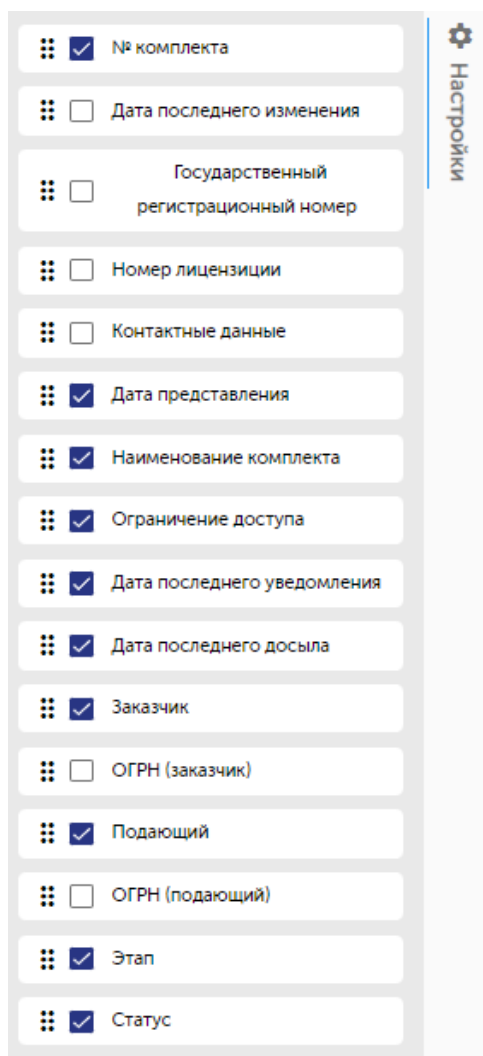 № комплекта
Дата последнего изменения
Государственный
регистрационный номер
Номер лицензиции
Контактные данные
Дата представления
Наименование комплекта
Ограничение доступа
Дата последнего уведомления
Дата последнего досыла
Заказчик
ОГРН (заказчик)
Подающий
ОГРН (подающий)
Этап
Статус
Настройки